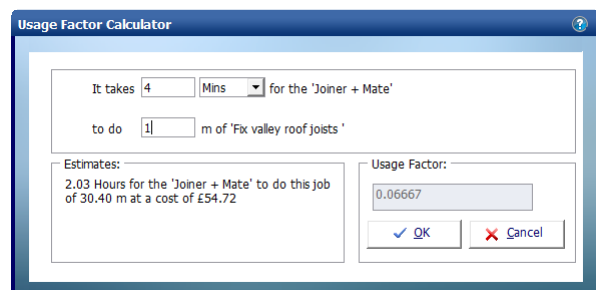 Usage Factor Calculator
It takes 4 Mins for the 'Joiner + Mate'
to do 1 m of 'Fix valley roof joists '
Estimates:
2.03 Hours for the 'Joiner + Mate' to do this job
of 30.40 m at a cost of £54.72
Usage Factor:
0.06667
OK Cancel